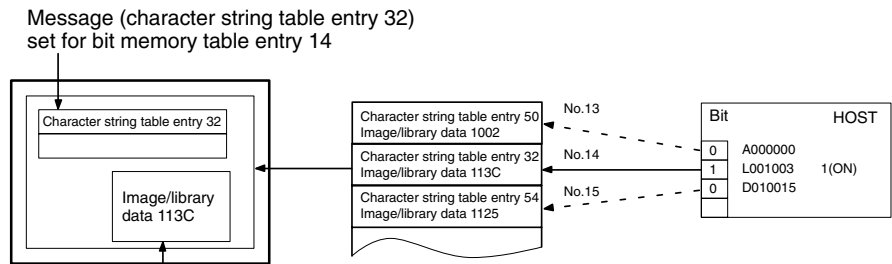 Message (character string table entry 32)
set for bit memory table entry 14
Character string table entry 32
Image/library
data 113C
Character string table entry 50
Image/library data 1002
Character string table entry 32
Image/library data 113C
Character string table entry 54
Image/library data 1125
No.13
No.14
No.15
Bit HOST
0 A000000
1 L001003 1(ON)
0 D010015